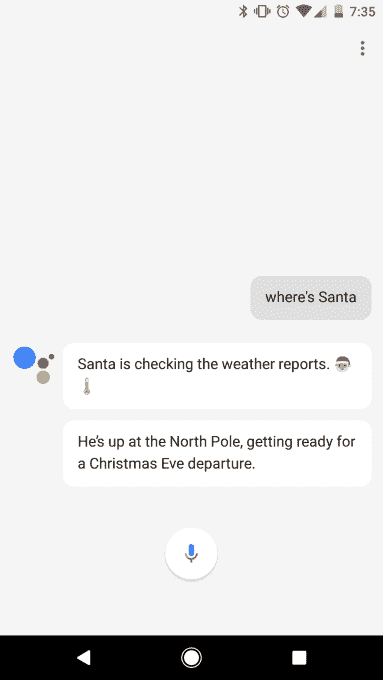 7:35
where's Santa
Santa is checking the weather reports. 🎅
🌡
He's up at the North Pole, getting ready for
a Christmas Eve departure.